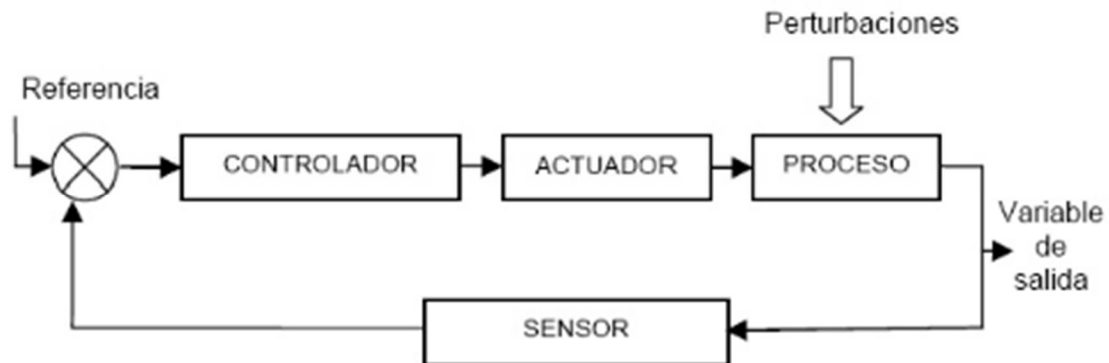 Perturbaciones
Referencia
CONTROLADOR
ACTUADOR
PROCESO
Variable
de
salida
SENSOR